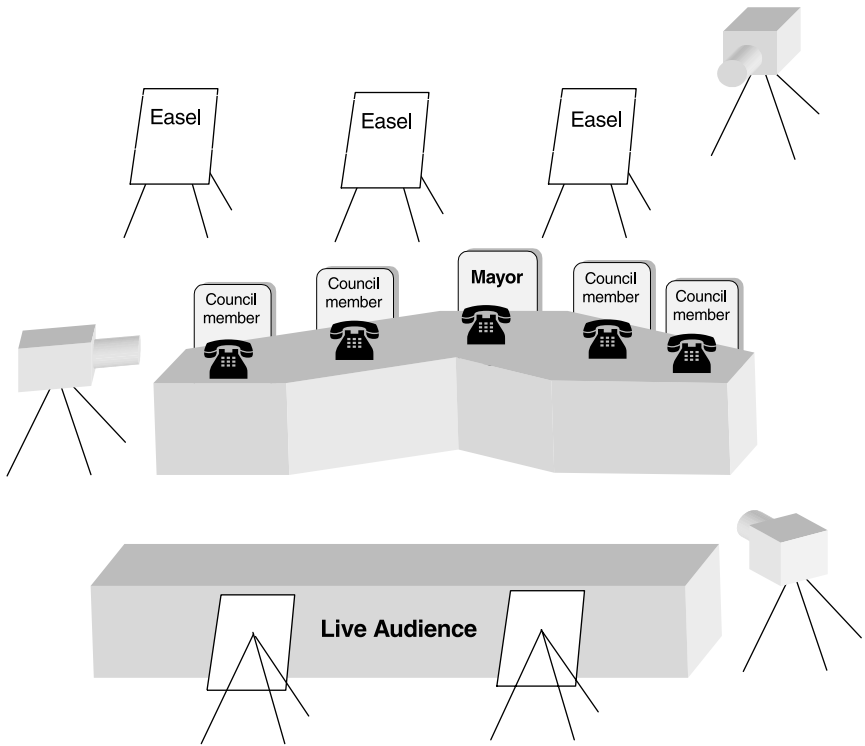 Easel
Easel
Easel
Council
member
Council
member
Mayor
Council
member
Council
member
Live Audience